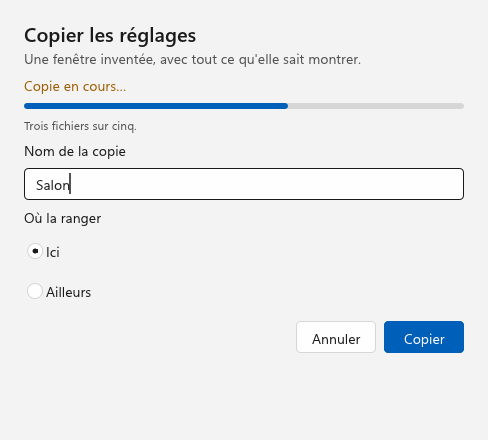 Copier les réglages
Une fenêtre inventée, avec tout ce qu'elle sait montrer.
Copie en cours...
Trois fichiers sur cinq.
Nom de la copie
Salon
Où la ranger
Ici
Ailleurs
Annuler
Copier